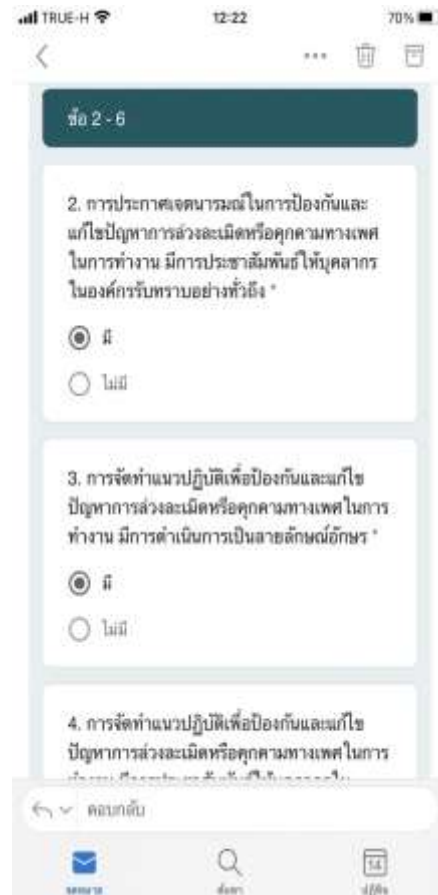 TRUE-H
12:22
70%
ข้อ 2 - 6
2. การประกาศเจตนารมณ์ในการป้องกันและ
แก้ไขปัญหาการล่วงละเมิดหรือคุกคามทางเพศ
ในการทำงาน มีการประชาสัมพันธ์ให้บุคลากร
ในองค์กรรับทราบอย่างทั่วถึง *
มี
ไม่มี
3. การจัดทำแนวปฏิบัติเพื่อป้องกันและแก้ไข
ปัญหาการล่วงละเมิดหรือคุกคามทางเพศในการ
ทำงาน มีการดำเนินการเป็นลายลักษณ์อักษร *
มี
ไม่มี
4. การจัดทำแนวปฏิบัติเพื่อป้องกันและแก้ไข
ปัญหาการล่วงละเมิดหรือคุกคามทางเพศในการ
ตอบกลับ
จดหมาย
ค้นหา
14
ปฏิทิน